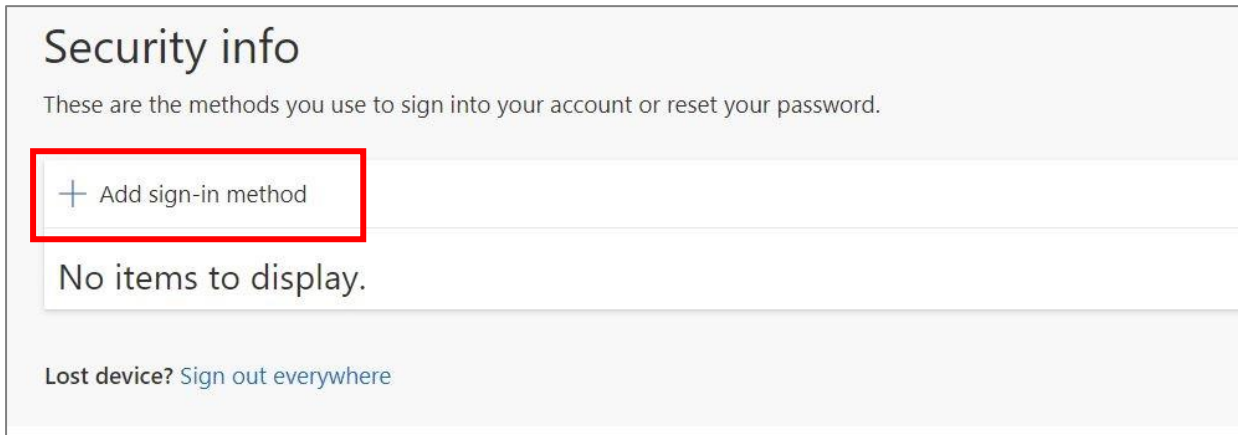 Security info
These are the methods you use to sign into your account or reset your password.
Add sign-in method
No items to display.
Lost device? Sign out everywhere